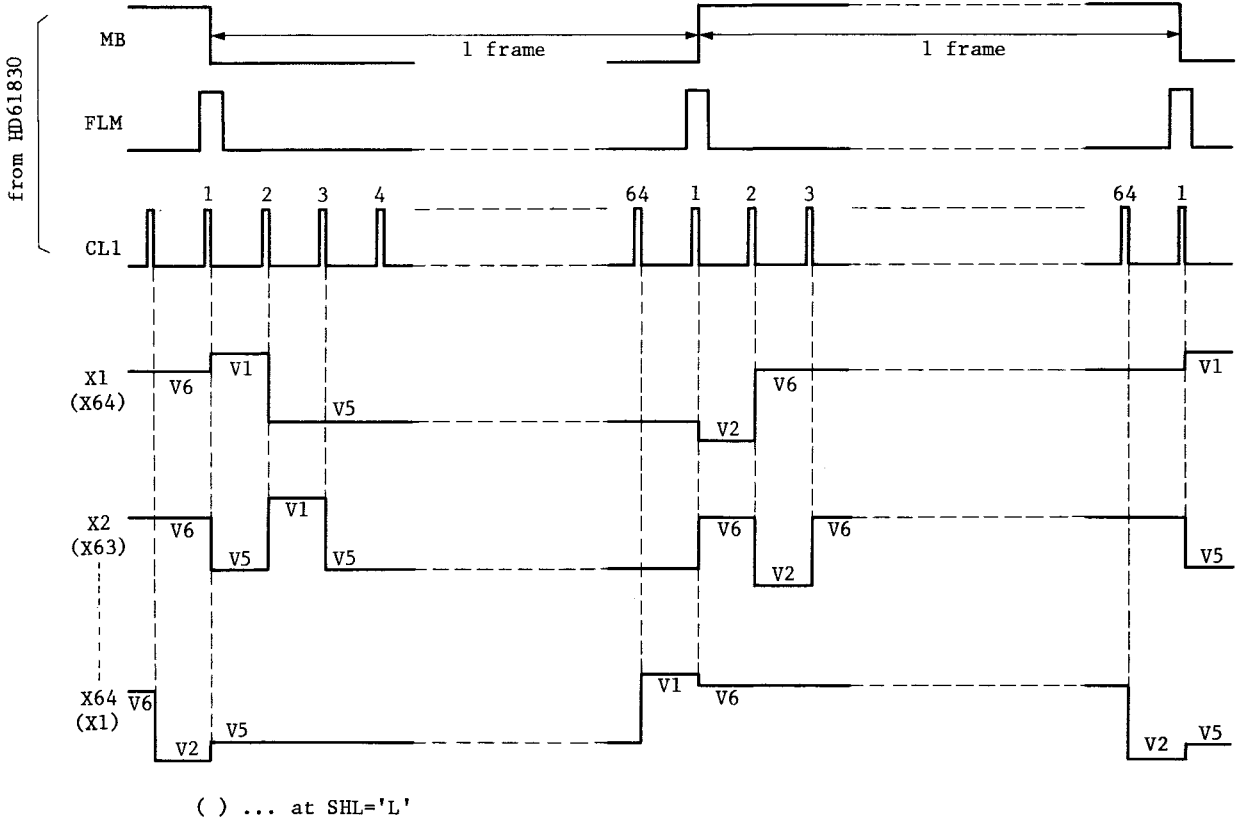 from HD61830
MB
1 frame
1 frame
FLM
1 2 3 4 64 1 2 3 64 1
CL1
X1
(X64)
V6 V1 V5 V2 V6 V1
X2
(X63)
V6 V5 V1 V5 V6 V2 V6 V5
X64
(X1)
V6 V2 V5 V1 V6 V2 V5
( ) ... at SHL='L'